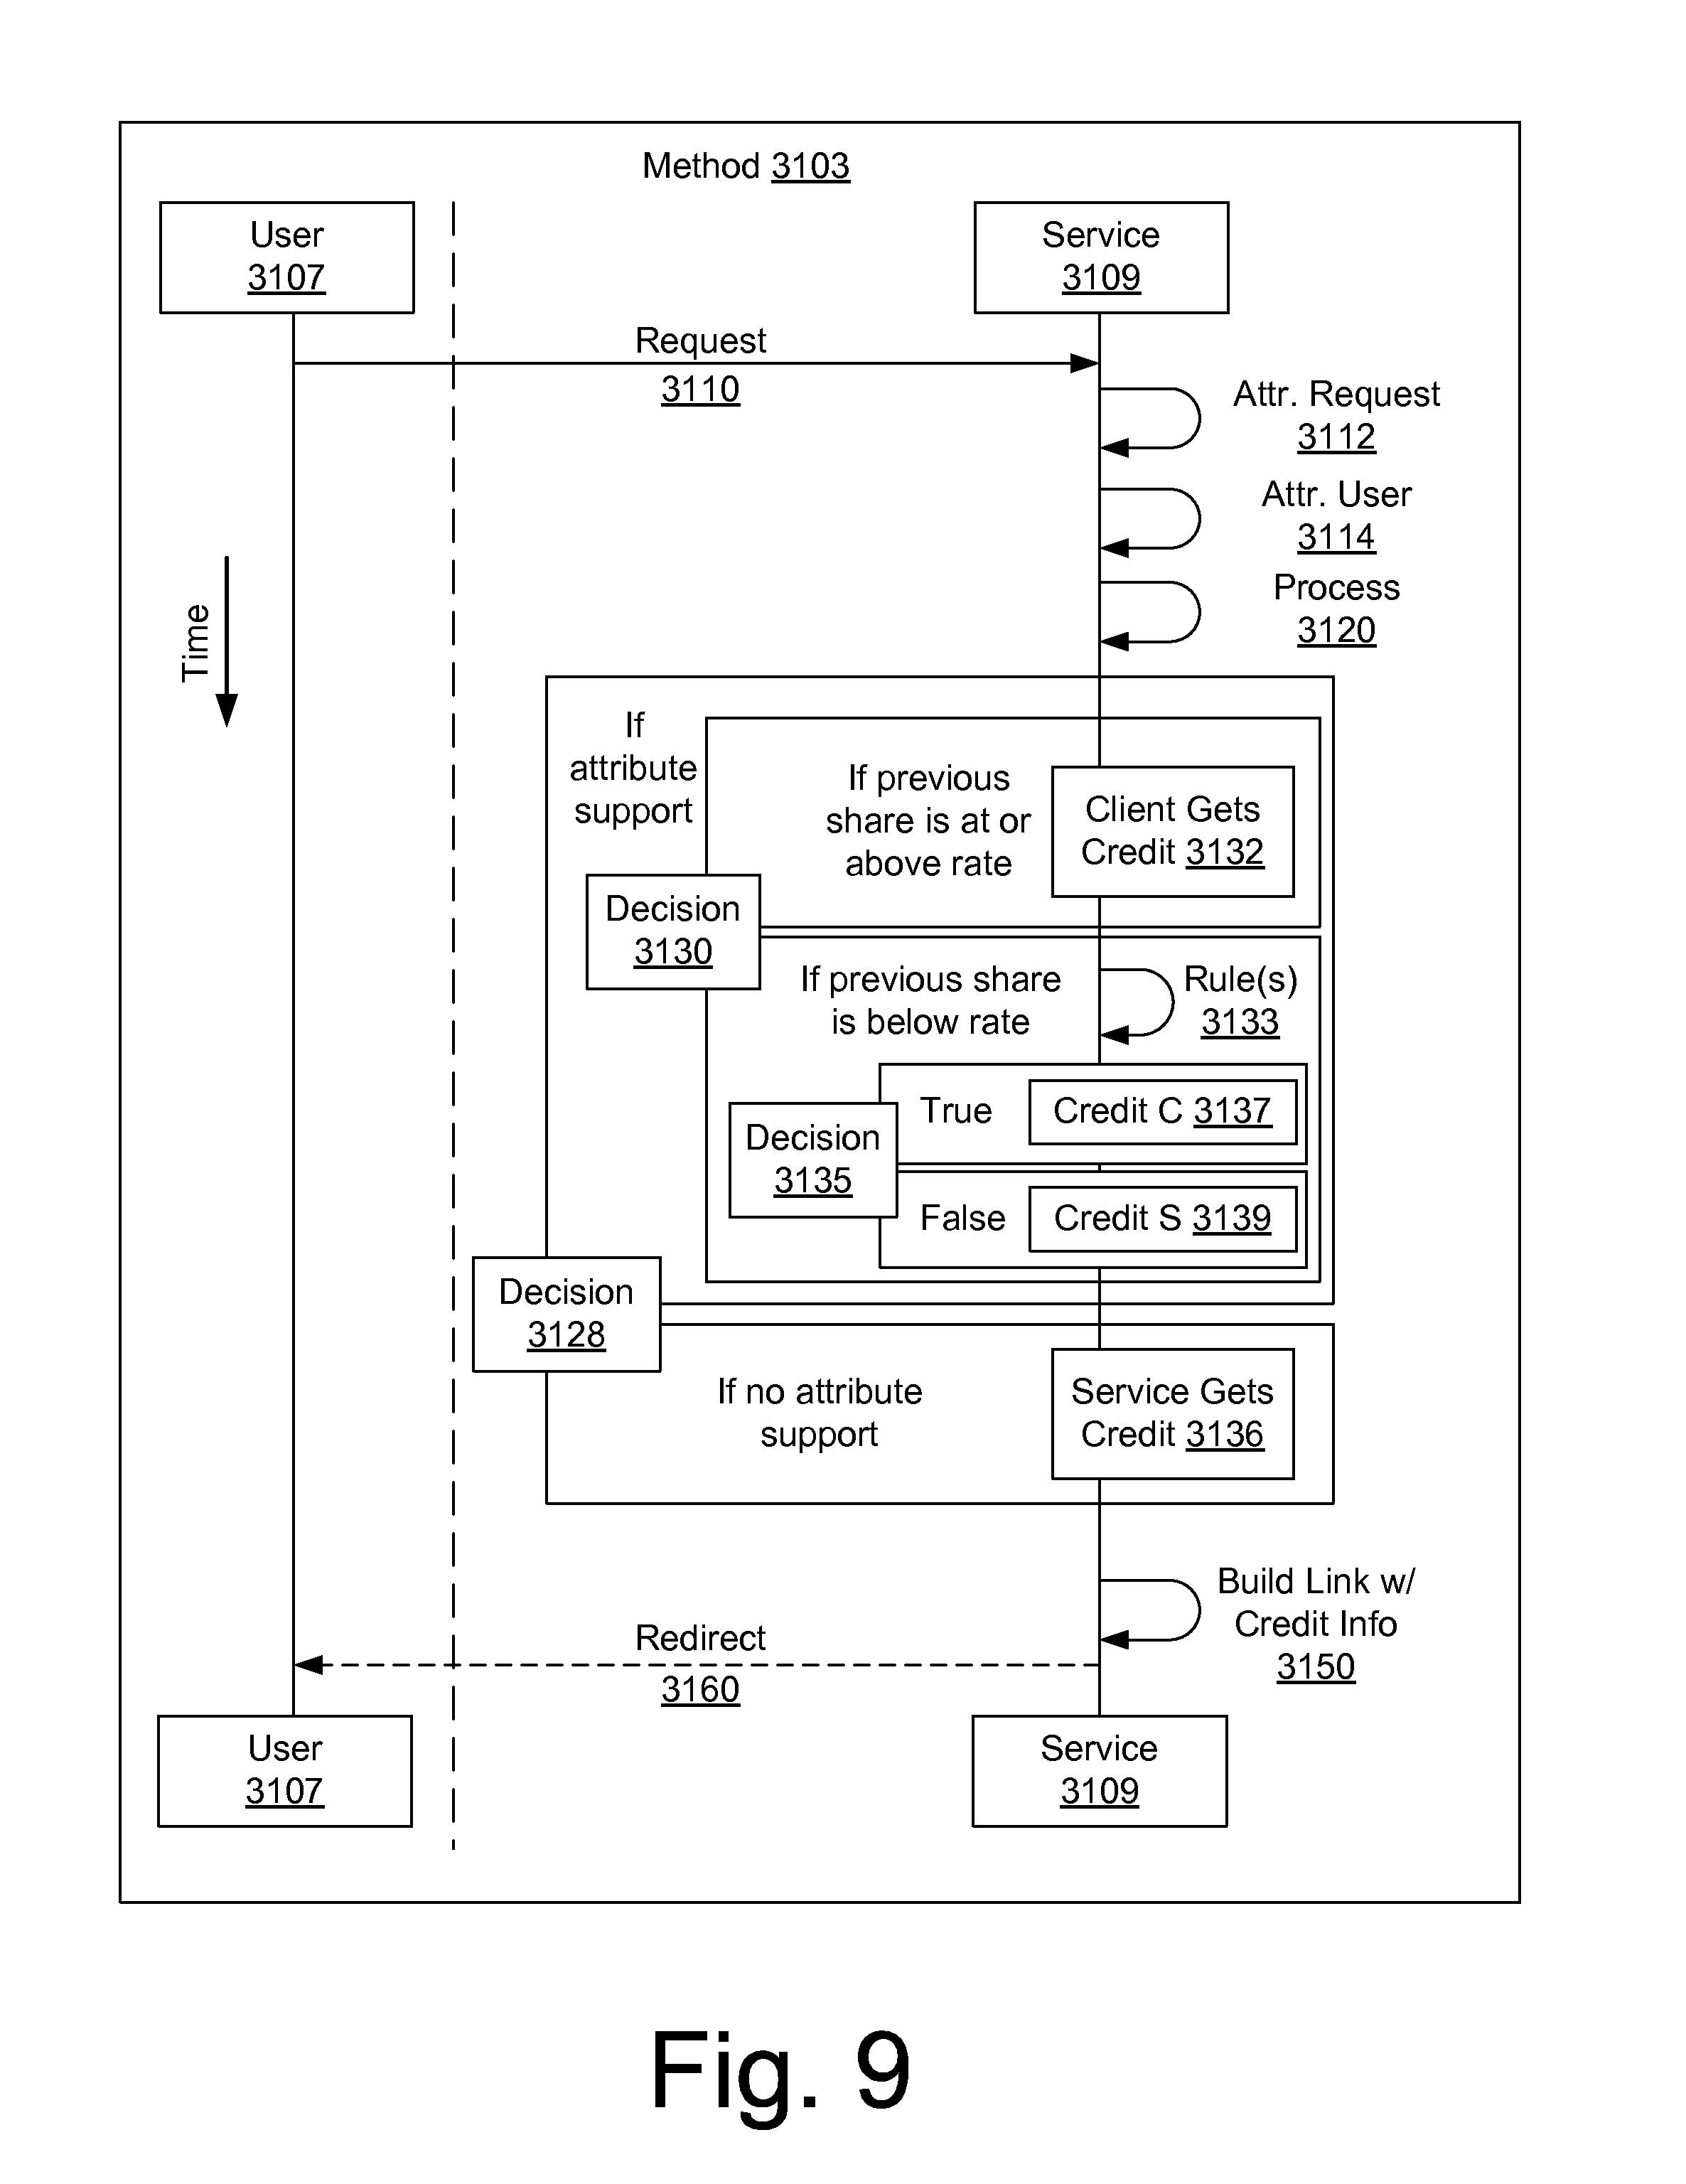 Method 3103
User
3107
Service
3109
Request
3110
Attr. Request
3112
Attr. User
3114
Process
3120
Time
If
attribute
support
If previous
share is at or
above rate
Client Gets
Credit 3132
Decision
3130
If previous share
is below rate
Rule(s)
3133
True
Credit C 3137
Decision
3135
False
Credit S 3139
Decision
3128
If no attribute
support
Service Gets
Credit 3136
Build Link w/
Credit Info
3150
Redirect
3160
User
3107
Service
3109
Fig. 9